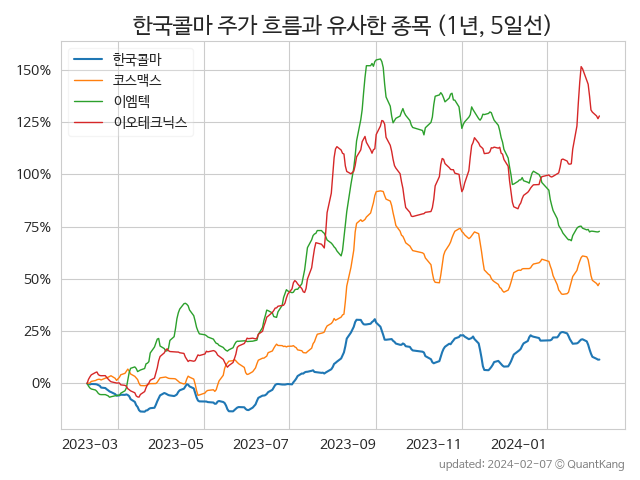 한국콜마 주가 흐름과 유사한 종목 (1년, 5일선)
한국콜마
코스맥스
이엠텍
이오테크닉스
150%
125%
100%
75%
50%
25%
0%
2023-03 2023-05 2023-07 2023-09 2023-11 2024-01
updated: 2024-02-07 © QuantKang